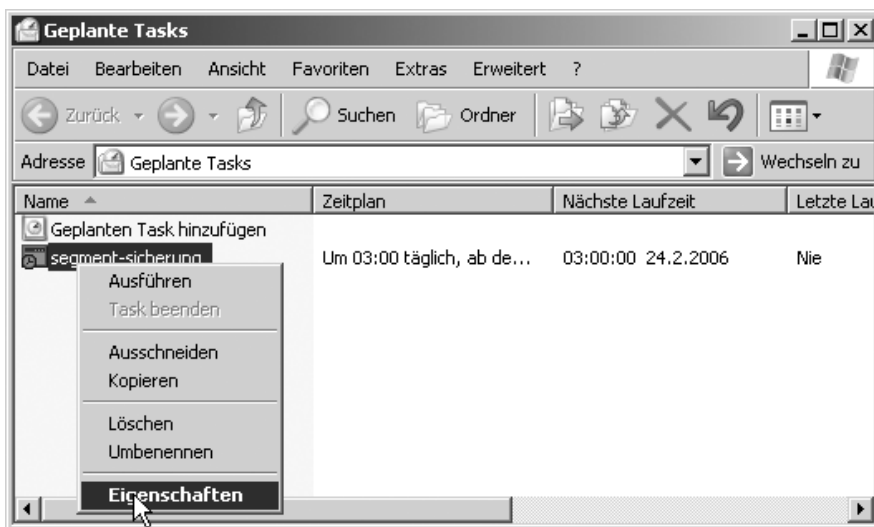 Geplante Tasks
Datei Bearbeiten Ansicht Favoriten Extras Erweitert ?
Zurück Suchen Ordner
Adresse Geplante Tasks Wechseln zu
Name Zeitplan Nächste Laufzeit Letzte Lau
Geplanten Task hinzufügen
segment-sicherung Um 03:00 täglich, ab de... 03:00:00 24.2.2006 Nie
Ausführen
Task beenden
Ausschneiden
Kopieren
Löschen
Umbenennen
Eigenschaften